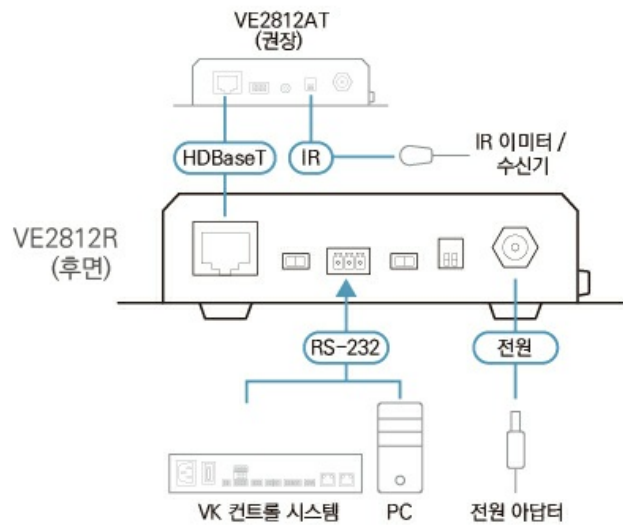 VE2812AT
(권장)
HDBaseT
IR
IR 이미터 /
수신기
VE2812R
(후면)
RS-232
전원
VK 컨트롤 시스템
PC
전원 아답터